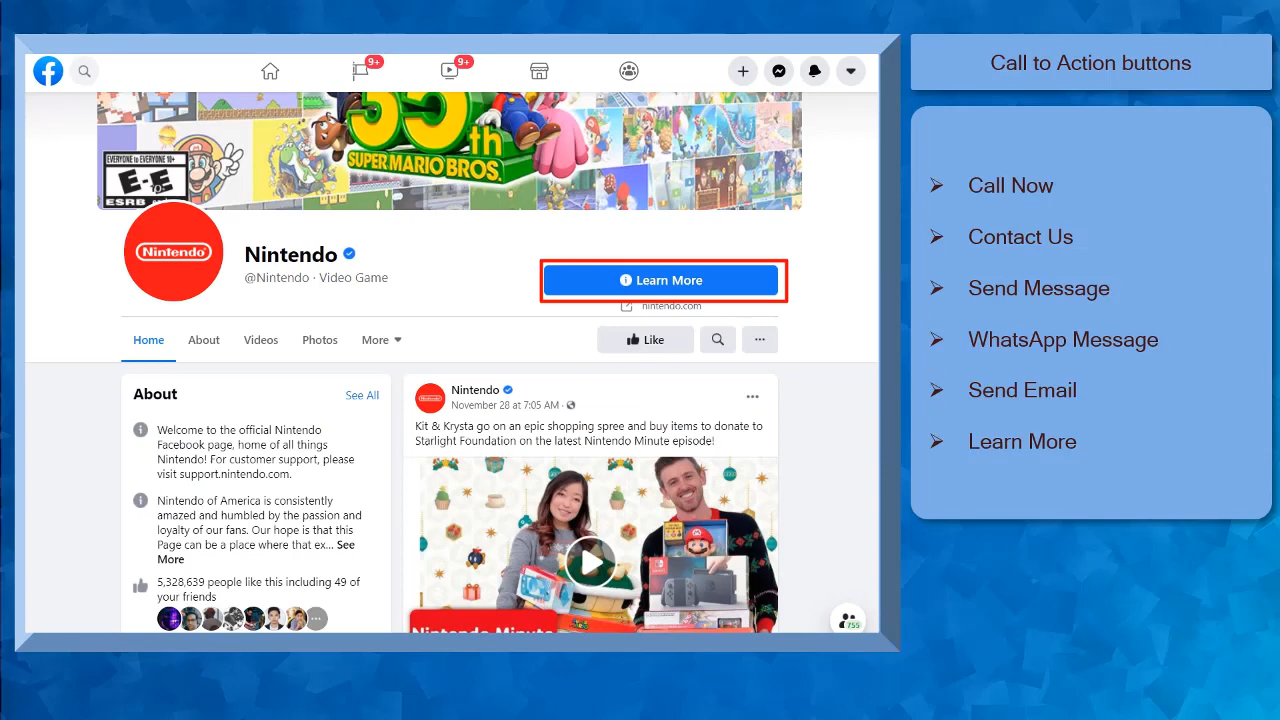 Call to Action buttons
9+
9+
55th
SUPER MARIO BROS.
EVERYONE to EVERYONE 10+
E-E
ESRB
Nintendo
Nintendo
@Nintendo · Video Game
Learn More
nintendo.com
Home
About
Videos
Photos
More
Like
About
See All
Welcome to the official Nintendo
Facebook page, home of all things
Nintendo! For customer support, please
visit support.nintendo.com.
Nintendo of America is consistently
amazed and humbled by the passion and
loyalty of our fans. Our hope is that this
Page can be a place where that ex... See
More
5,328,639 people like this including 49 of
your friends
Nintendo
Nintendo
November 28 at 7:05 AM ·
Kit & Krysta go on an epic shopping spree and buy items to donate to
Starlight Foundation on the latest Nintendo Minute episode!
Nintendo Minute
755
Call Now
Contact Us
Send Message
WhatsApp Message
Send Email
Learn More